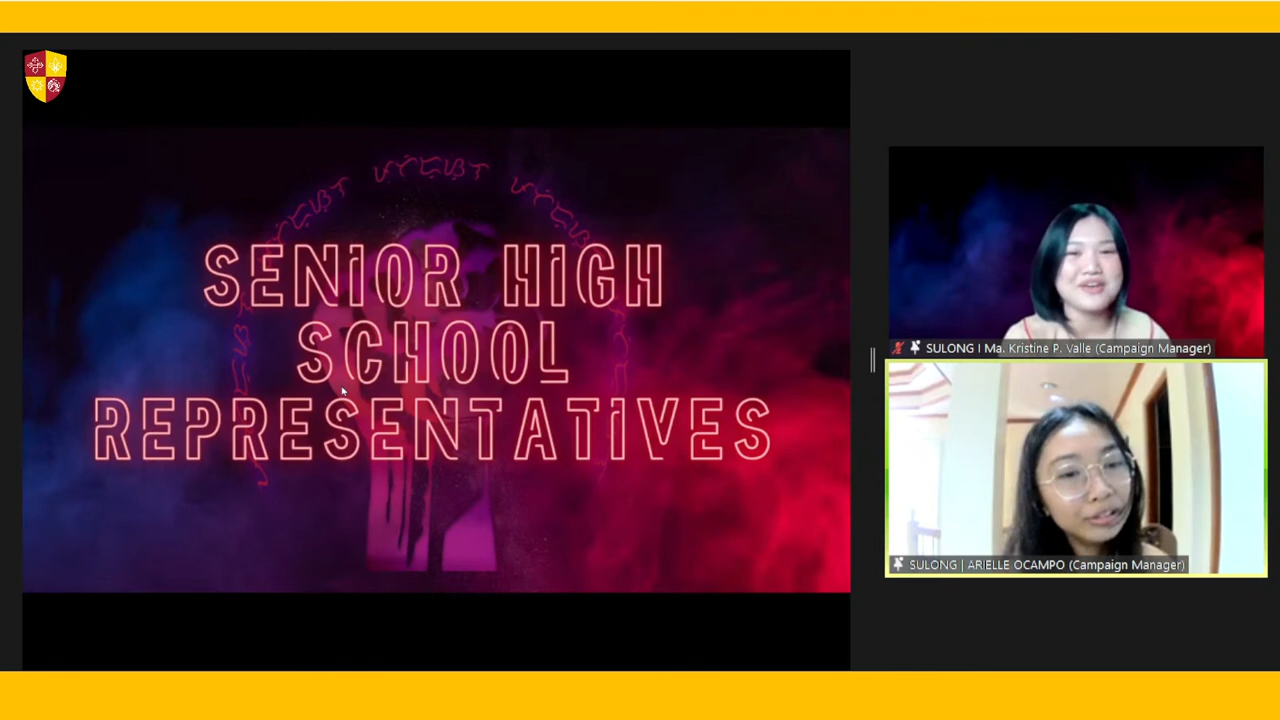 SENIOR HIGH
SCHOOL
REPRESENTATIVES
SULONG I Ma. Kristine P. Valle (Campaign Manager)
SULONG | ARIELLE OCAMPO (Campaign Manager)